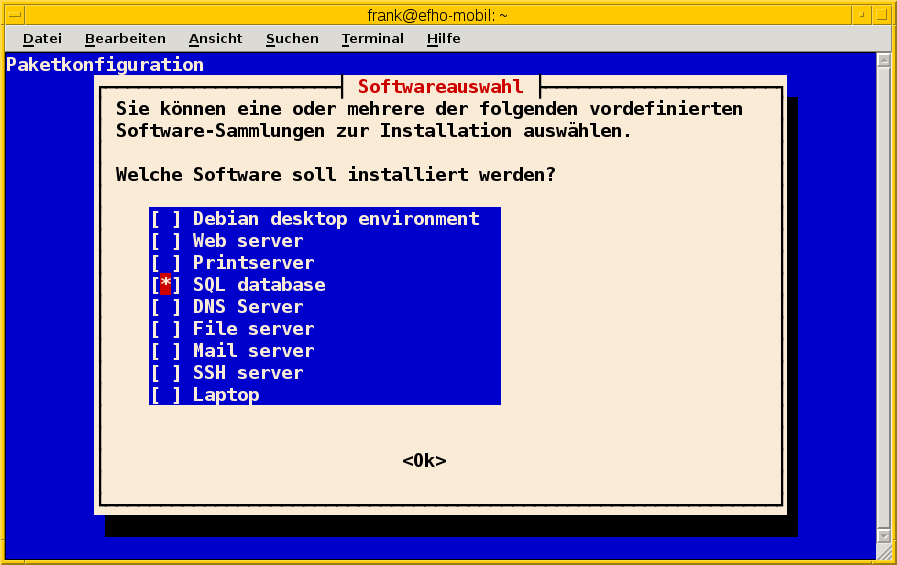 frank@efho-mobil: ~
Datei Bearbeiten Ansicht Suchen Terminal Hilfe
Paketkonfiguration
Softwareauswahl
Sie können eine oder mehrere der folgenden vordefinierten
Software-Sammlungen zur Installation auswählen.
Welche Software soll installiert werden?
[ ] Debian desktop environment
[ ] Web server
[ ] Printserver
[*] SQL database
[ ] DNS Server
[ ] File server
[ ] Mail server
[ ] SSH server
[ ] Laptop
<Ok>